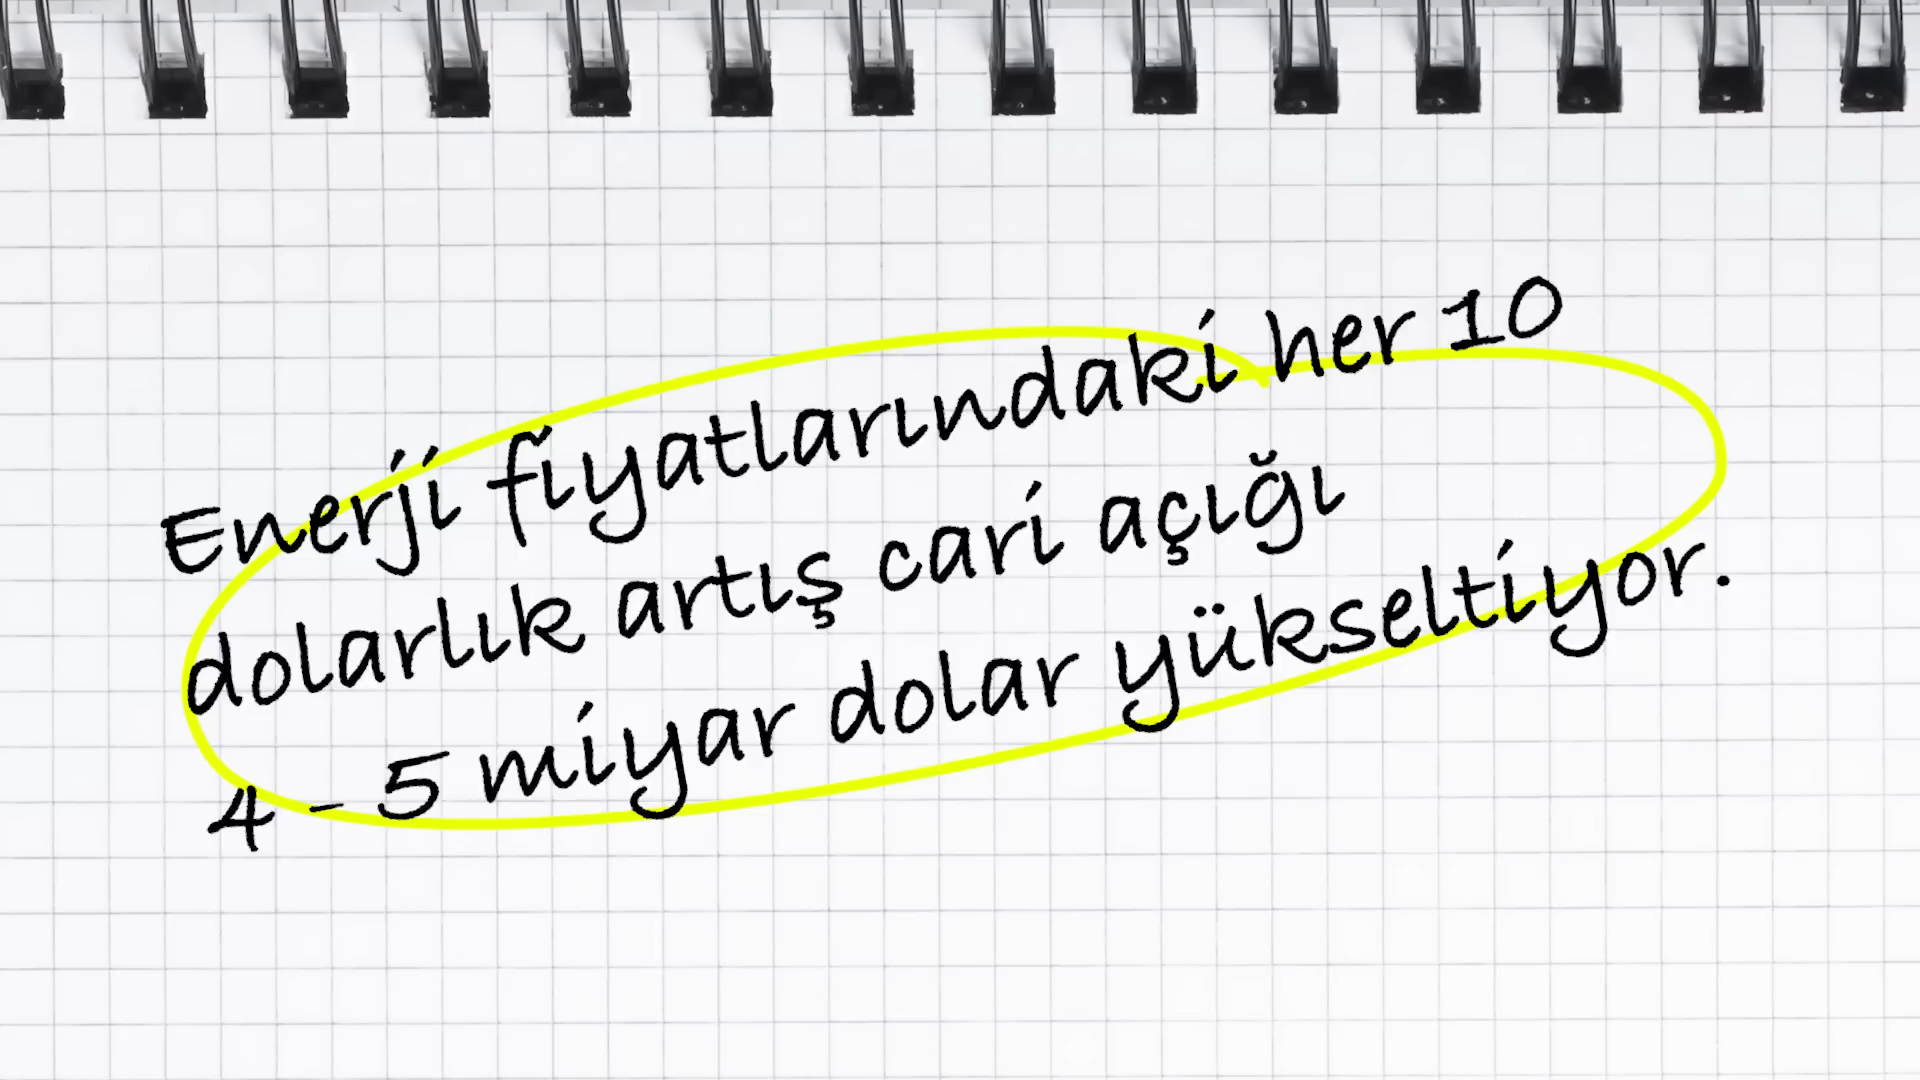 Enerji fiyatlarındaki her 10
dolarlık artış cari açığı
4 - 5 miyar dolar yükseltiyor.